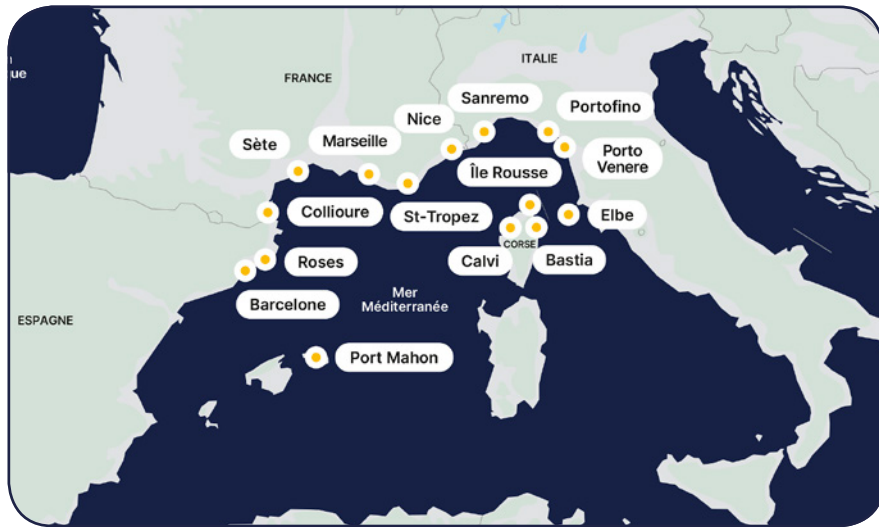 que
ITALIE
FRANCE
Sanremo
Portofino
Nice
Marseille
Sète
Porto
Venere
Île Rousse
Collioure
St-Tropez
Elbe
CORSE
Roses
Calvi
Bastia
Mer
Méditerranée
Barcelone
ESPAGNE
Port Mahon